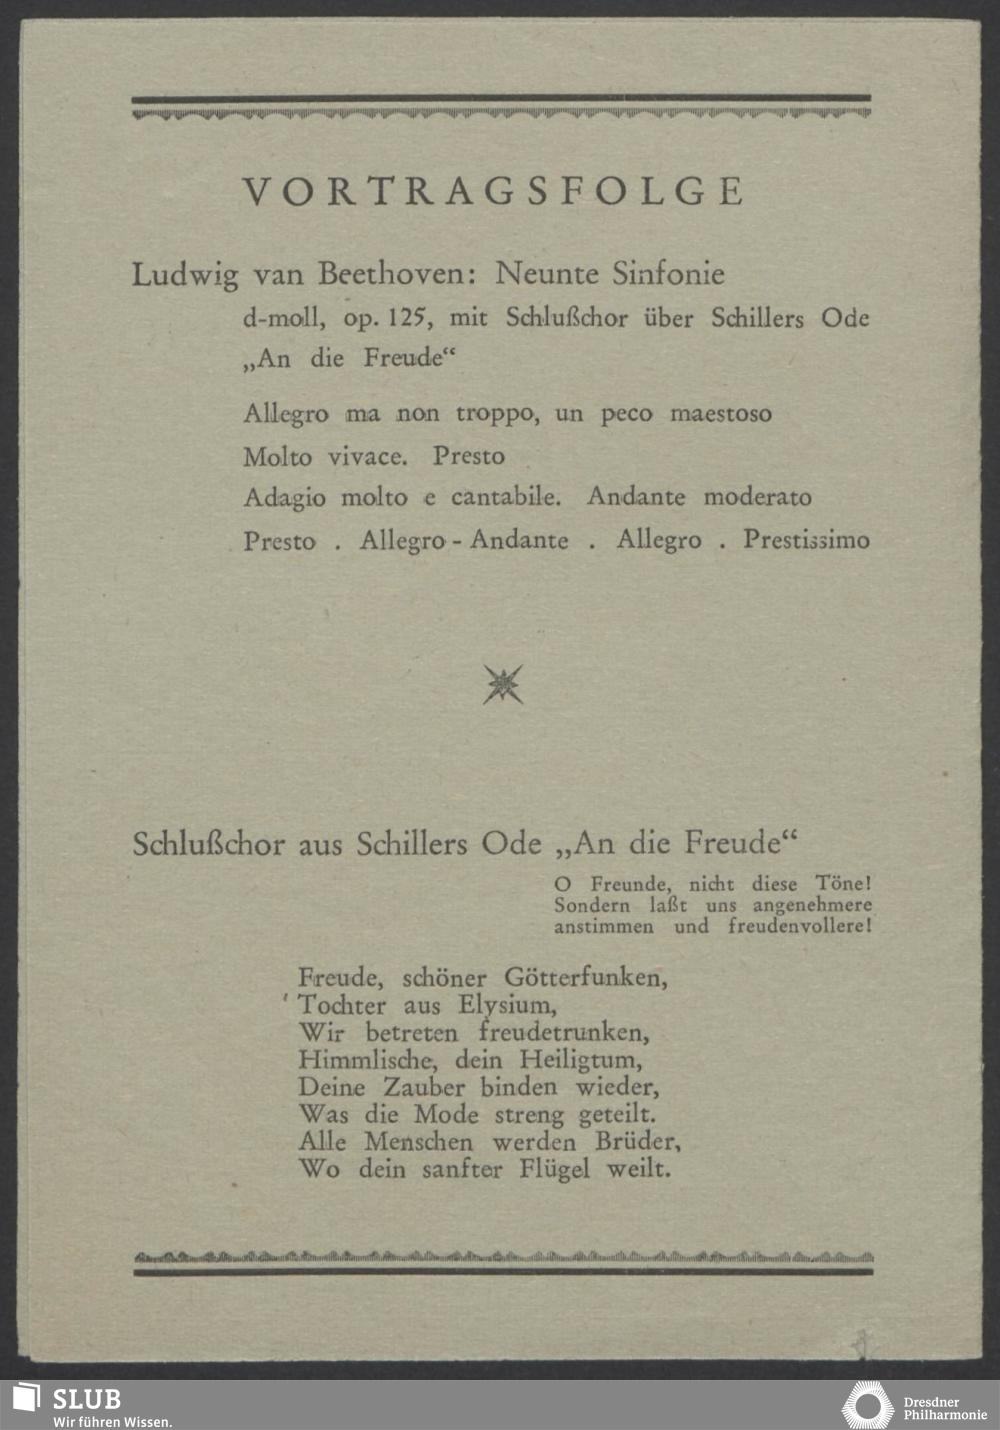 VORTRAGSFOLGE
Ludwig van Beethoven: Neunte Sinfonie
d-moll, op. 125, mit Schlußchor über Schillers Ode
„An die Freude“
Allegro ma non troppo, un peco maestoso
Molto vivace. Presto
Adagio molto e cantabile. Andante moderato
Presto . Allegro - Andante . Allegro . Prestissimo
Schlußchor aus Schillers Ode „An die Freude“
O Freunde, nicht diese Töne!
Sondern laßt uns angenehmere
anstimmen und freudenvollere!
Freude, schöner Götterfunken,
Tochter aus Elysium,
Wir betreten freudetrunken,
Himmlische, dein Heiligtum,
Deine Zauber binden wieder,
Was die Mode streng geteilt.
Alle Menschen werden Brüder,
Wo dein sanfter Flügel weilt.
SLUB
Wir führen Wissen.
Dresdner
Philharmonie